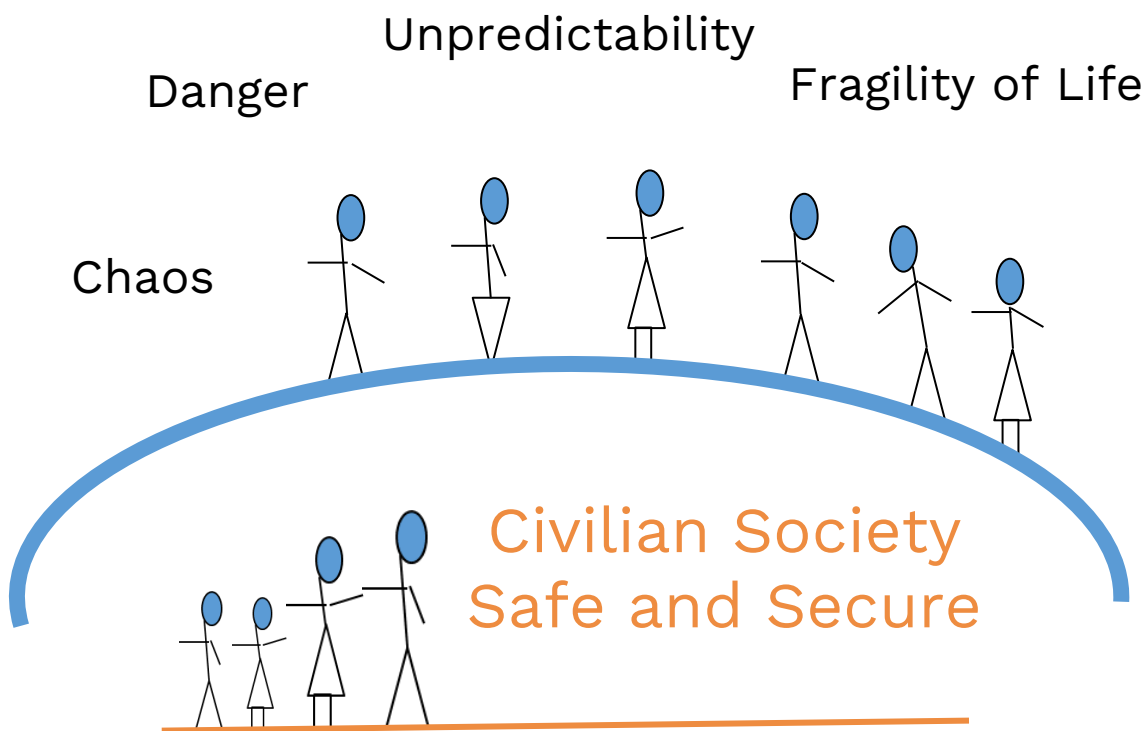 Unpredictability
Danger
Fragility of Life
Chaos
Civilian Society
Safe and Secure